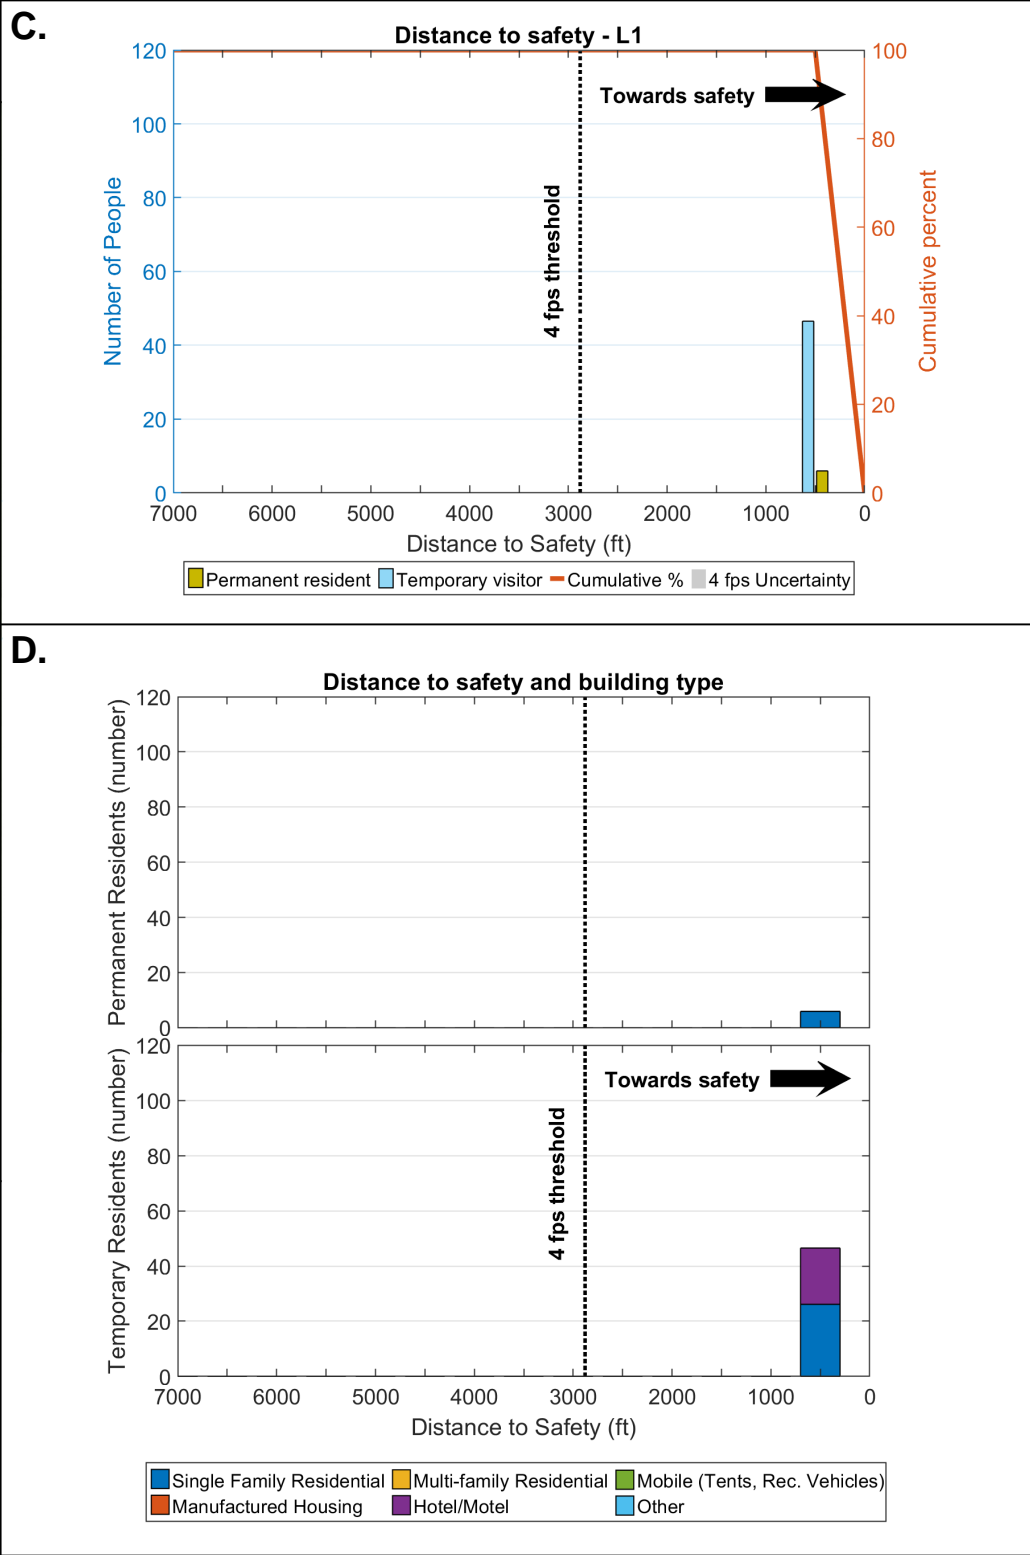 C.
Distance to safety - L1
120
100
80
60
40
20
0
Number of People
100
80
60
40
20
0
Cumulative percent
Towards safety
4 fps threshold
7000 6000 5000 4000 3000 2000 1000 0
Distance to Safety (ft)
Permanent resident Temporary visitor Cumulative % 4 fps Uncertainty
D.
Distance to safety and building type
120
100
80
60
40
20
0
Permanent Residents (number)
120
100
80
60
40
20
0
Temporary Residents (number)
Towards safety
4 fps threshold
7000 6000 5000 4000 3000 2000 1000 0
Distance to Safety (ft)
Single Family Residential Multi-family Residential Mobile (Tents, Rec. Vehicles)
Manufactured Housing Hotel/Motel Other